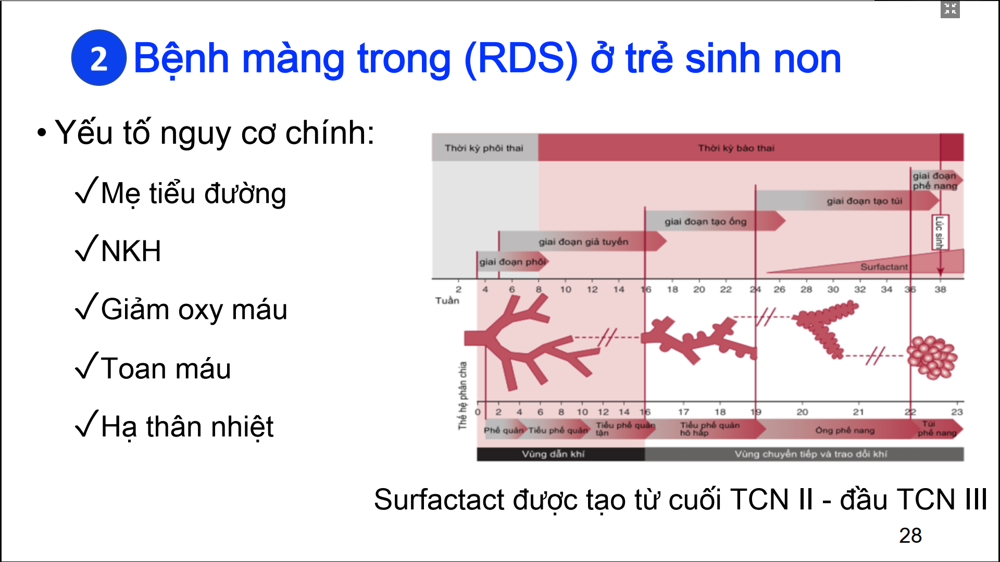 2 Bệnh màng trong (RDS) ở trẻ sinh non
• Yếu tố nguy cơ chính:
✓Mẹ tiểu đường
✓NKH
✓Giảm oxy máu
✓Toan máu
✓Hạ thân nhiệt
Thời kỳ phôi thai
Thời kỳ bào thai
giai đoạn
phế nang
giai đoạn tạo túi
giai đoạn tạo ống
giai đoạn giả tuyến
giai đoạn phôi
Lúc sinh
Surfactant
2 4 6 8 10 12 14 16 18 20 22 24 26 28 30 32 34 36 38
Tuần
Thế hệ phân chia
0 2 4 6 8 10 12 14 16 17 18 19 20 21 22 23
Phế quản
Tiểu phế quản
Tiểu phế quản
tận
Tiểu phế quản
hô hấp
Ống phế nang
Túi
phế nang
Vùng dẫn khí
Vùng chuyển tiếp và trao dổi khí
Surfactact được tạo từ cuối TCN II - đầu TCN III
28